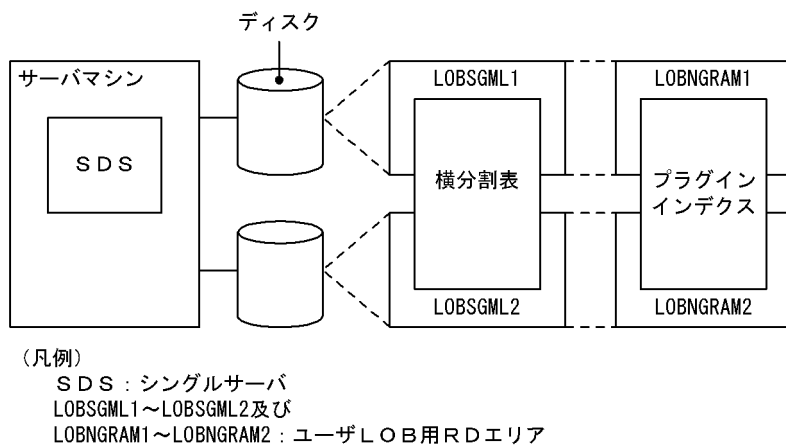 ディスク
サーバマシン
SDS
LOBSGML1
LOBNGRAM1
横分割表
プラグイン
インデクス
LOBSGML2
LOBNGRAM2
(凡例)
SDS:シングルサーバ
LOBSGML1~LOBSGML2及び
LOBNGRAM1~LOBNGRAM2:ユーザLOB用RDエリア